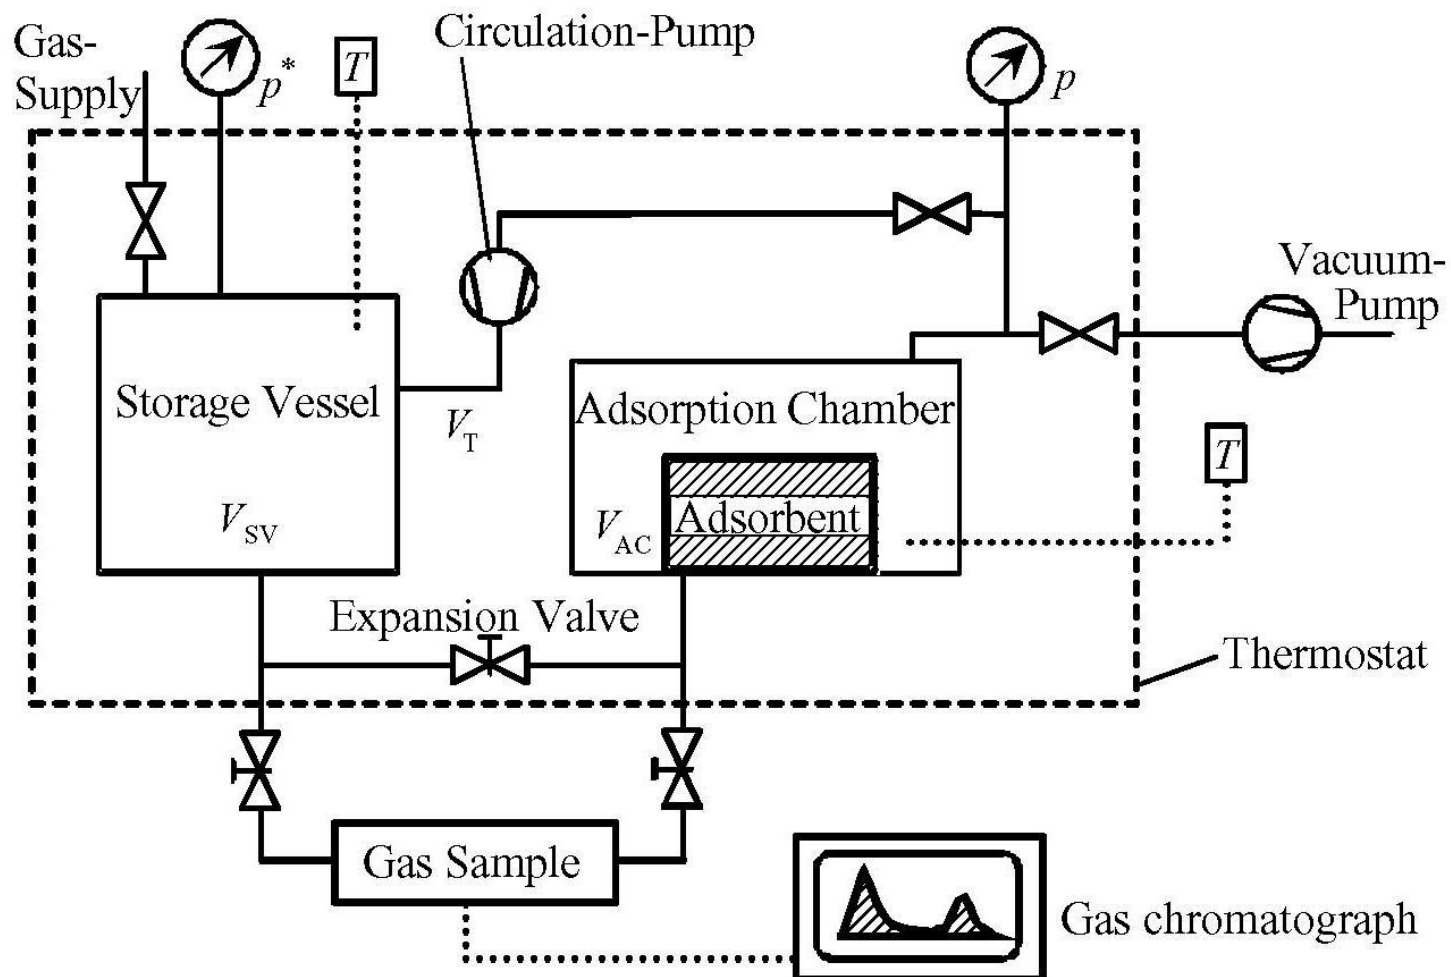 Gas-
Supply
p*
T
Circulation-Pump
p
Vacuum-
Pump
Storage Vessel
V_T
Adsorption Chamber
T
V_SV
V_AC
Adsorbent
Expansion Valve
Thermostat
Gas Sample
Gas chromatograph